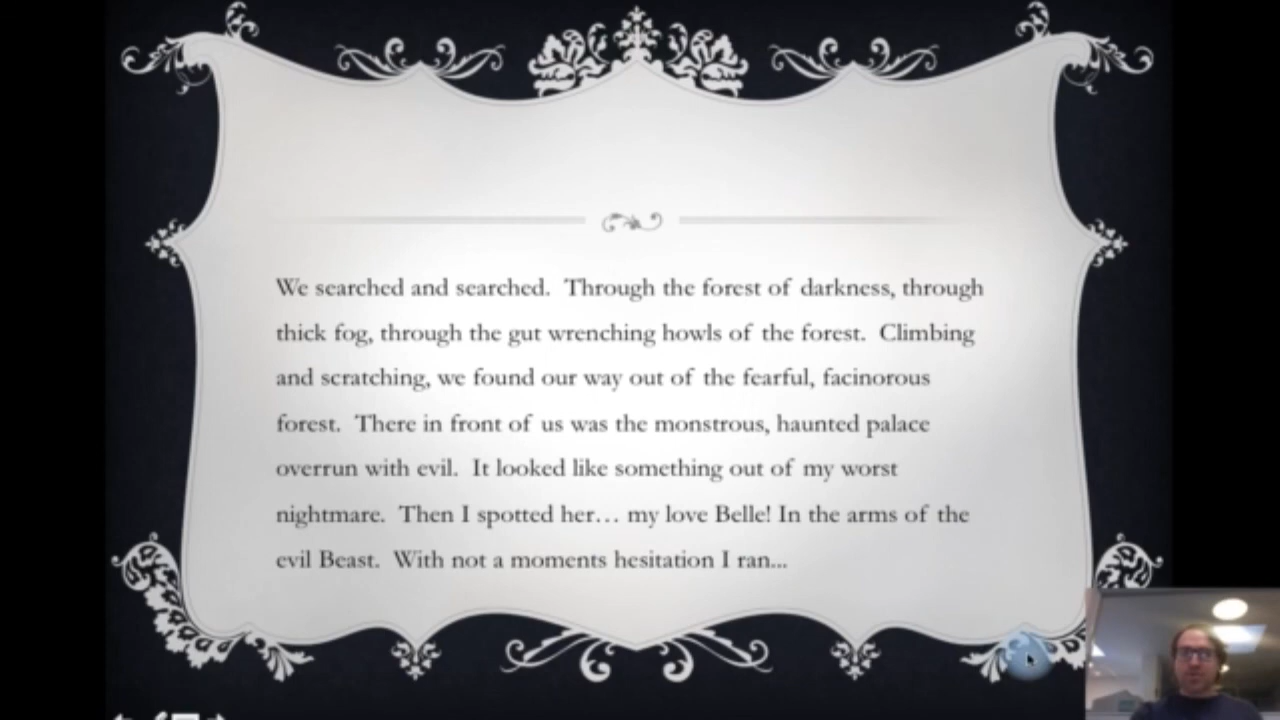 We searched and searched.  Through the forest of darkness, through
thick fog, through the gut wrenching howls of the forest.  Climbing
and scratching, we found our way out of the fearful, facinorous
forest.  There in front of us was the monstrous, haunted palace
overrun with evil.  It looked like something out of my worst
nightmare.  Then I spotted her… my love Belle! In the arms of the
evil Beast.  With not a moments hesitation I ran...